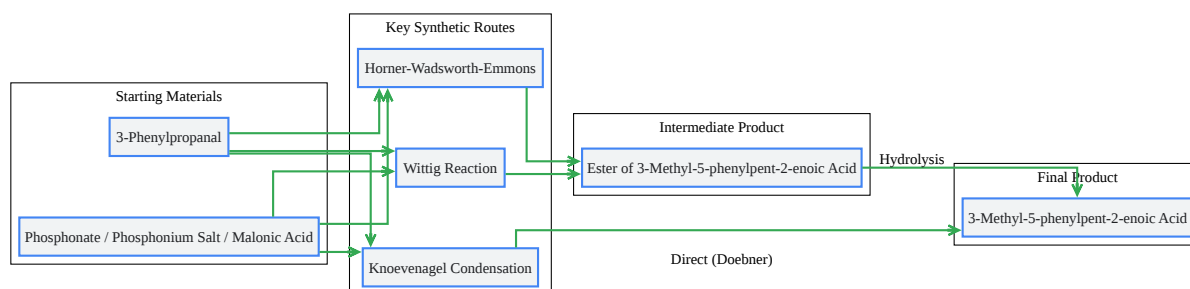 Key Synthetic Routes
Horner-Wadsworth-Emmons
Starting Materials
3-Phenylpropanal
Wittig Reaction
Phosphonate / Phosphonium Salt / Malonic Acid
Knoevenagel Condensation
Intermediate Product
Ester of 3-Methyl-5-phenylpent-2-enoic Acid
Hydrolysis
Final Product
3-Methyl-5-phenylpent-2-enoic Acid
Direct (Doebner)